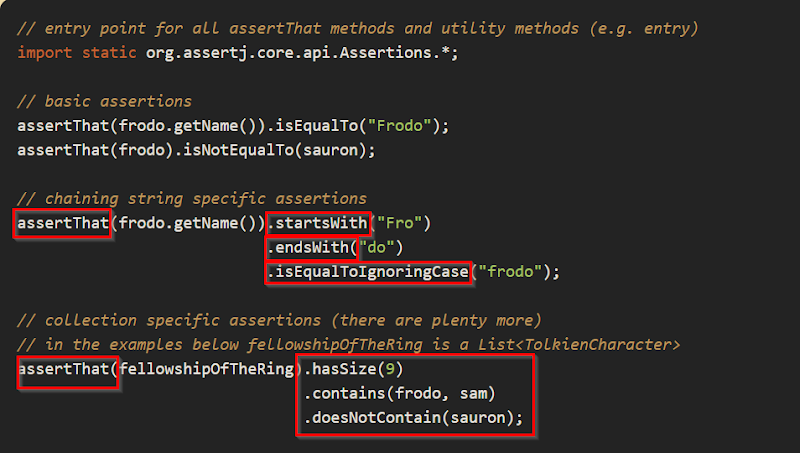 // entry point for all assertThat methods and utility methods (e.g. entry)
import static org.assertj.core.api.Assertions.*;
// basic assertions
assertThat(frodo.getName()).isEqualTo("Frodo");
assertThat(frodo).isNotEqualTo(sauron);
// chaining string specific assertions
assertThat(frodo.getName()).startsWith("Fro")
.endsWith("do")
.isEqualToIgnoringCase("frodo");
// collection specific assertions (there are plenty more)
// in the examples below fellowshipOfTheRing is a List<TolkienCharacter>
assertThat(fellowshipOfTheRing).hasSize(9)
.contains(frodo, sam)
.doesNotContain(sauron);